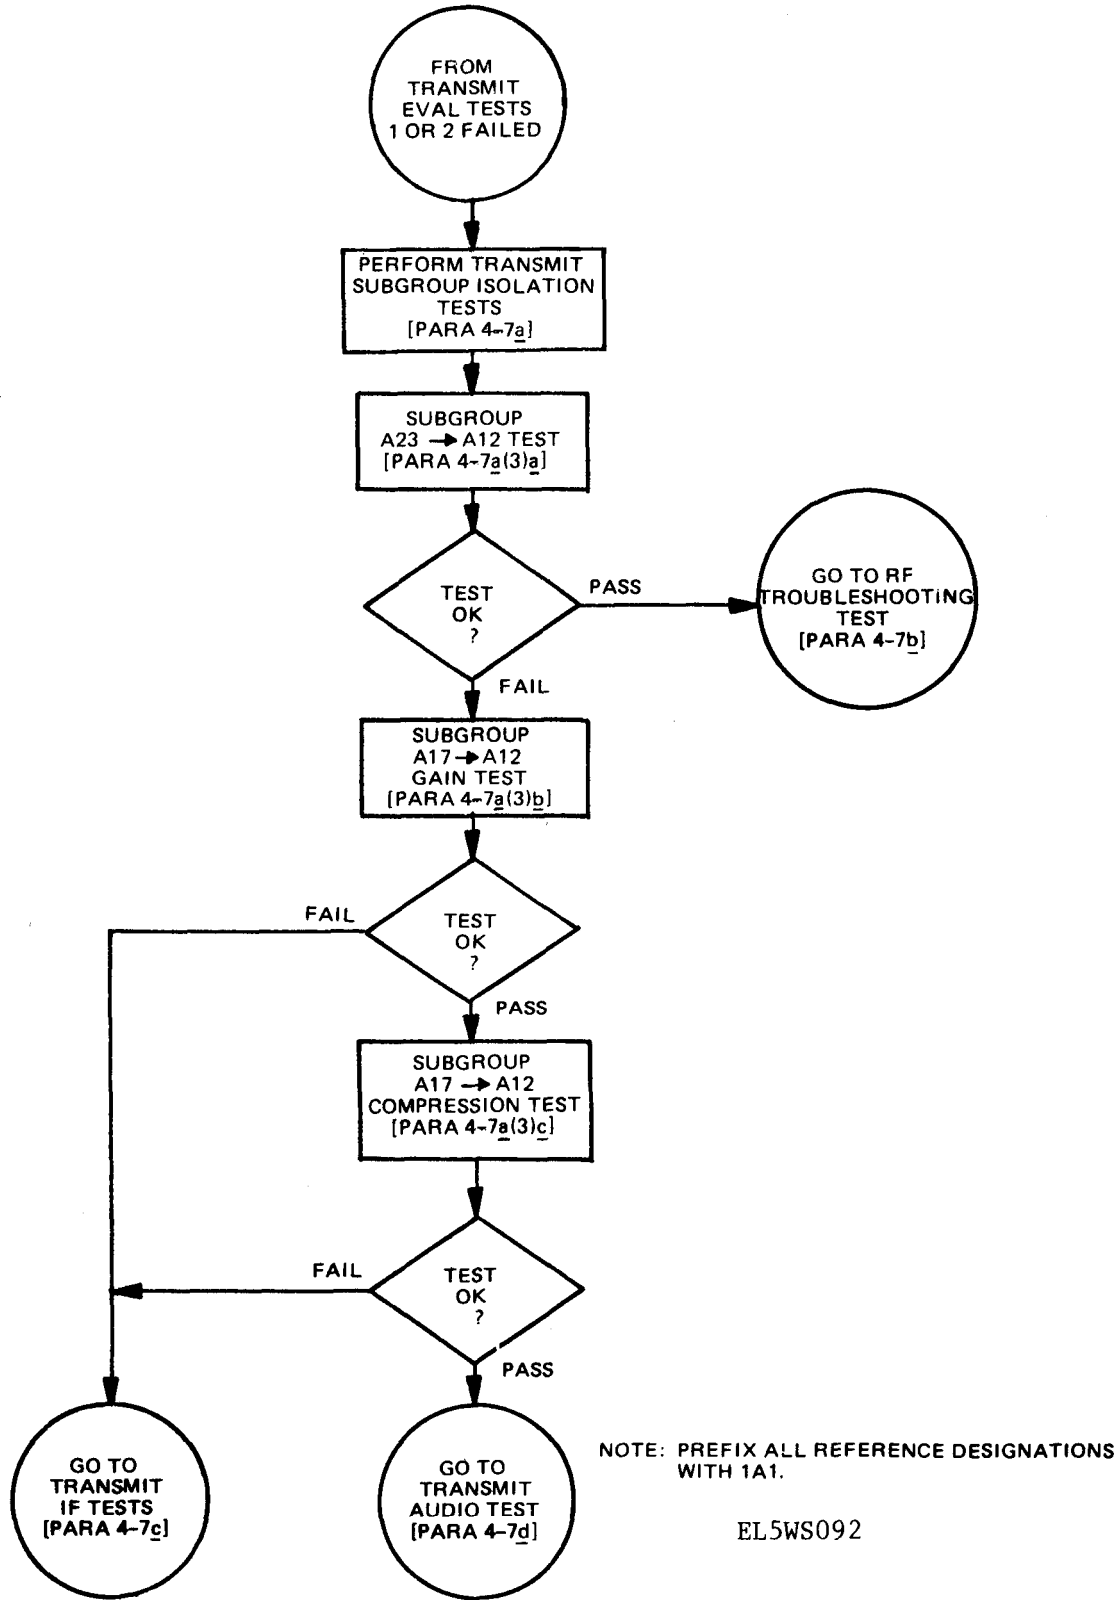 FROM
TRANSMIT
EVAL TESTS
1 OR 2 FAILED
PERFORM TRANSMIT
SUBGROUP ISOLATION
TESTS
[PARA 4-7a]
SUBGROUP
A23 → A12 TEST
[PARA 4-7a(3)a]
TEST
OK
?
PASS
GO TO RF
TROUBLESHOOTING
TEST
[PARA 4-7b]
FAIL
SUBGROUP
A17 → A12
GAIN TEST
[PARA 4-7a(3)b]
FAIL
TEST
OK
?
PASS
SUBGROUP
A17 → A12
COMPRESSION TEST
[PARA 4-7a(3)c]
FAIL
TEST
OK
?
PASS
GO TO
TRANSMIT
IF TESTS
[PARA 4-7c]
GO TO
TRANSMIT
AUDIO TEST
[PARA 4-7d]
NOTE: PREFIX ALL REFERENCE DESIGNATIONS
WITH 1A1.
EL5WS092